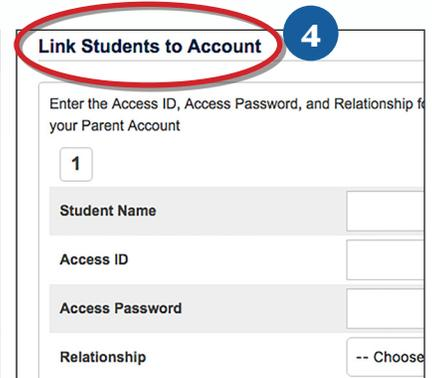 Link Students to Account
4
Enter the Access ID, Access Password, and Relationship
your Parent Account
1
Student Name
Access ID
Access Password
Relationship
-- Choose